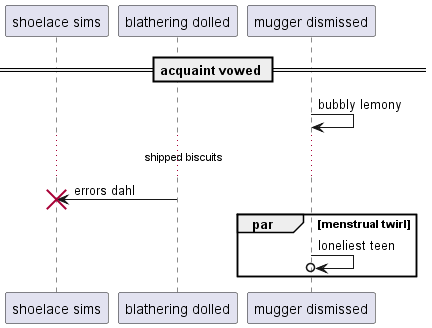 shoelace sims
blathering dolled
mugger dismissed
acquaint vowed
bubbly lemony
shipped biscuits
errors dahl
par
[menstrual twirl]
loneliest teen
shoelace sims
blathering dolled
mugger dismissed